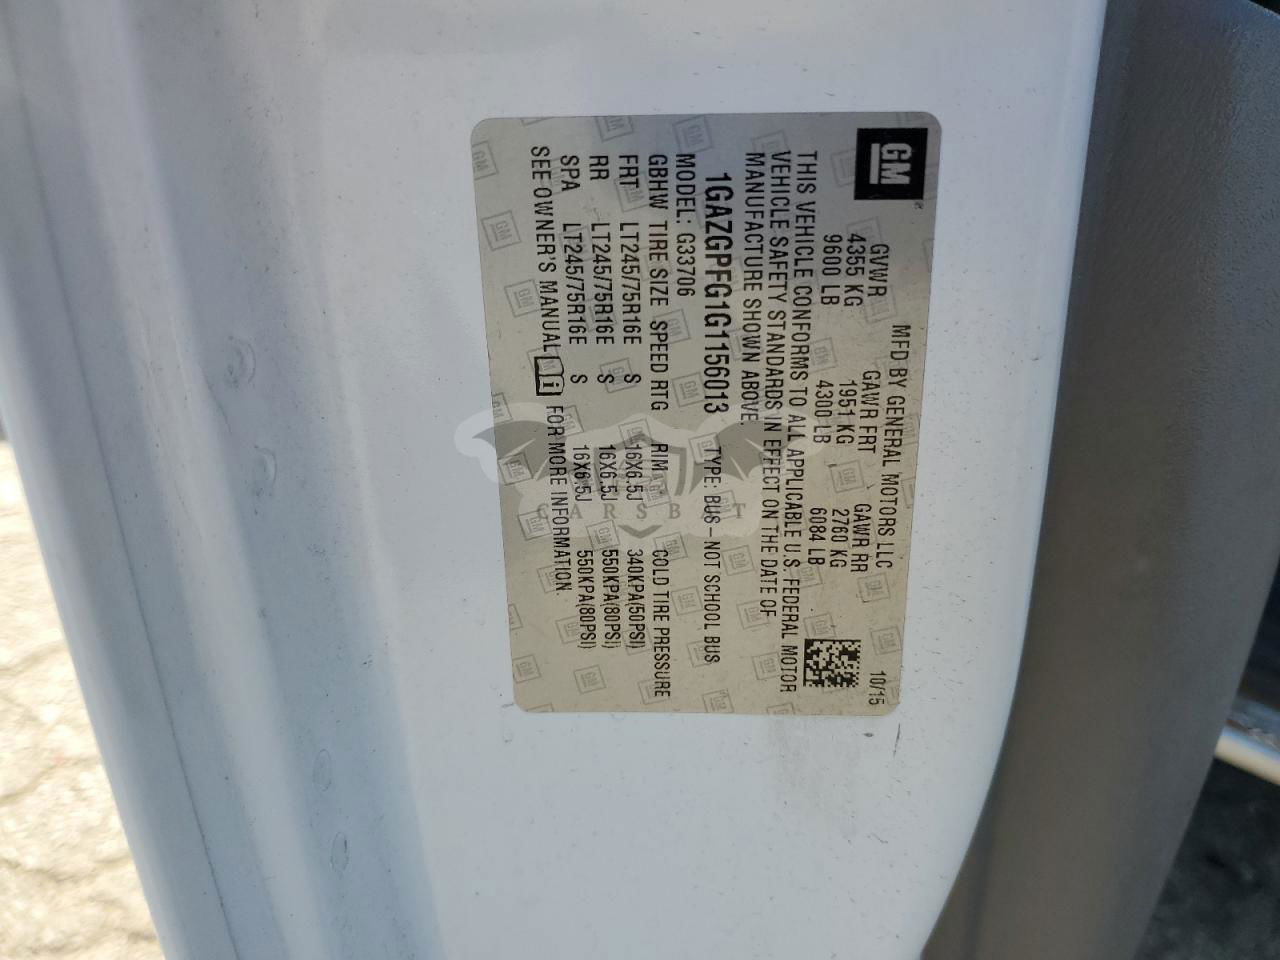 GM
MFD BY GENERAL MOTORS LLC 10/15
GVWR GAWR FRT GAWR RR
4355 KG 1951 KG 2760 KG
9600 LB 4300 LB 6084 LB
THIS VEHICLE CONFORMS TO ALL APPLICABLE U.S. FEDERAL MOTOR
VEHICLE SAFETY STANDARDS IN EFFECT ON THE DATE OF
MANUFACTURE SHOWN ABOVE
1GAZGPFG1G1156013 TYPE: BUS – NOT SCHOOL BUS
MODEL: G33706
GBHW TIRE SIZE SPEED RTG RIM COLD TIRE PRESSURE
FRT LT245/75R16E S 16X6.5J 340KPA(50PSI)
RR LT245/75R16E S 16X6.5J 550KPA(80PSI)
SPA LT245/75R16E S 16X6.5J 550KPA(80PSI)
SEE OWNER'S MANUAL i FOR MORE INFORMATION.